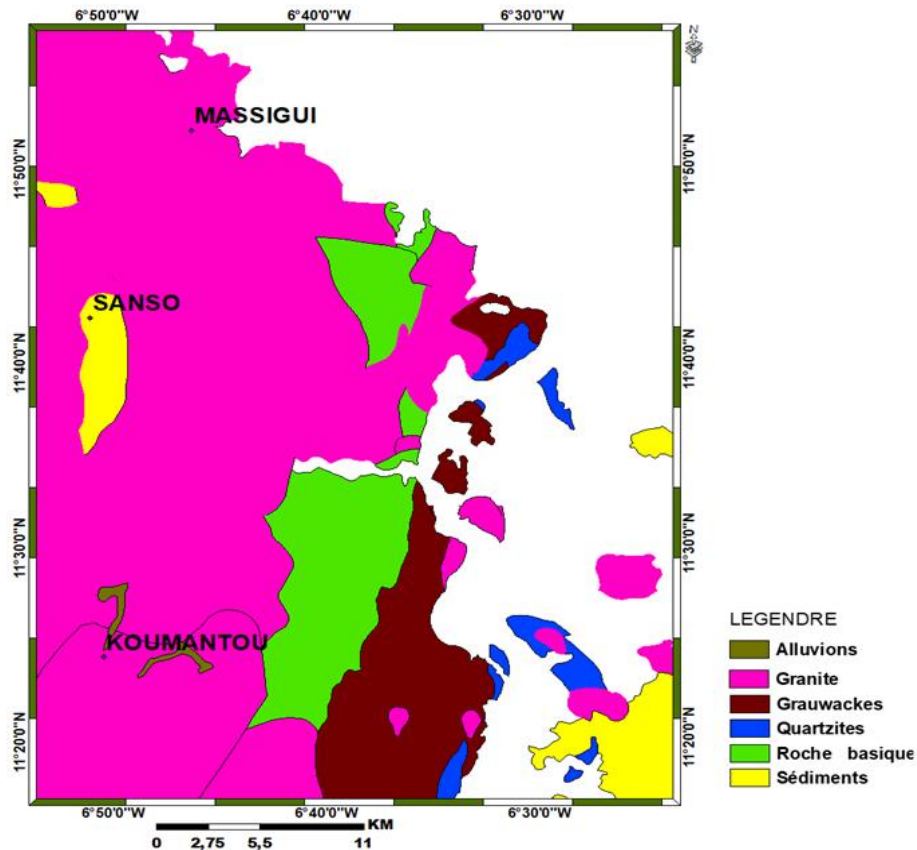 6°50'0"W 6°40'0"W 6°30'0"W
N
MASSIGUI
11°50'0"N 11°50'0"N
SANSO
11°40'0"N 11°40'0"N
11°30'0"N 11°30'0"N
KOUMANTOU
11°20'0"N 11°20'0"N
LEGENDRE
Alluvions
Granite
Grauwackes
Quartzites
Roche basique
Sédiments
6°50'0"W 6°40'0"W 6°30'0"W
KM
0 2,75 5,5 11